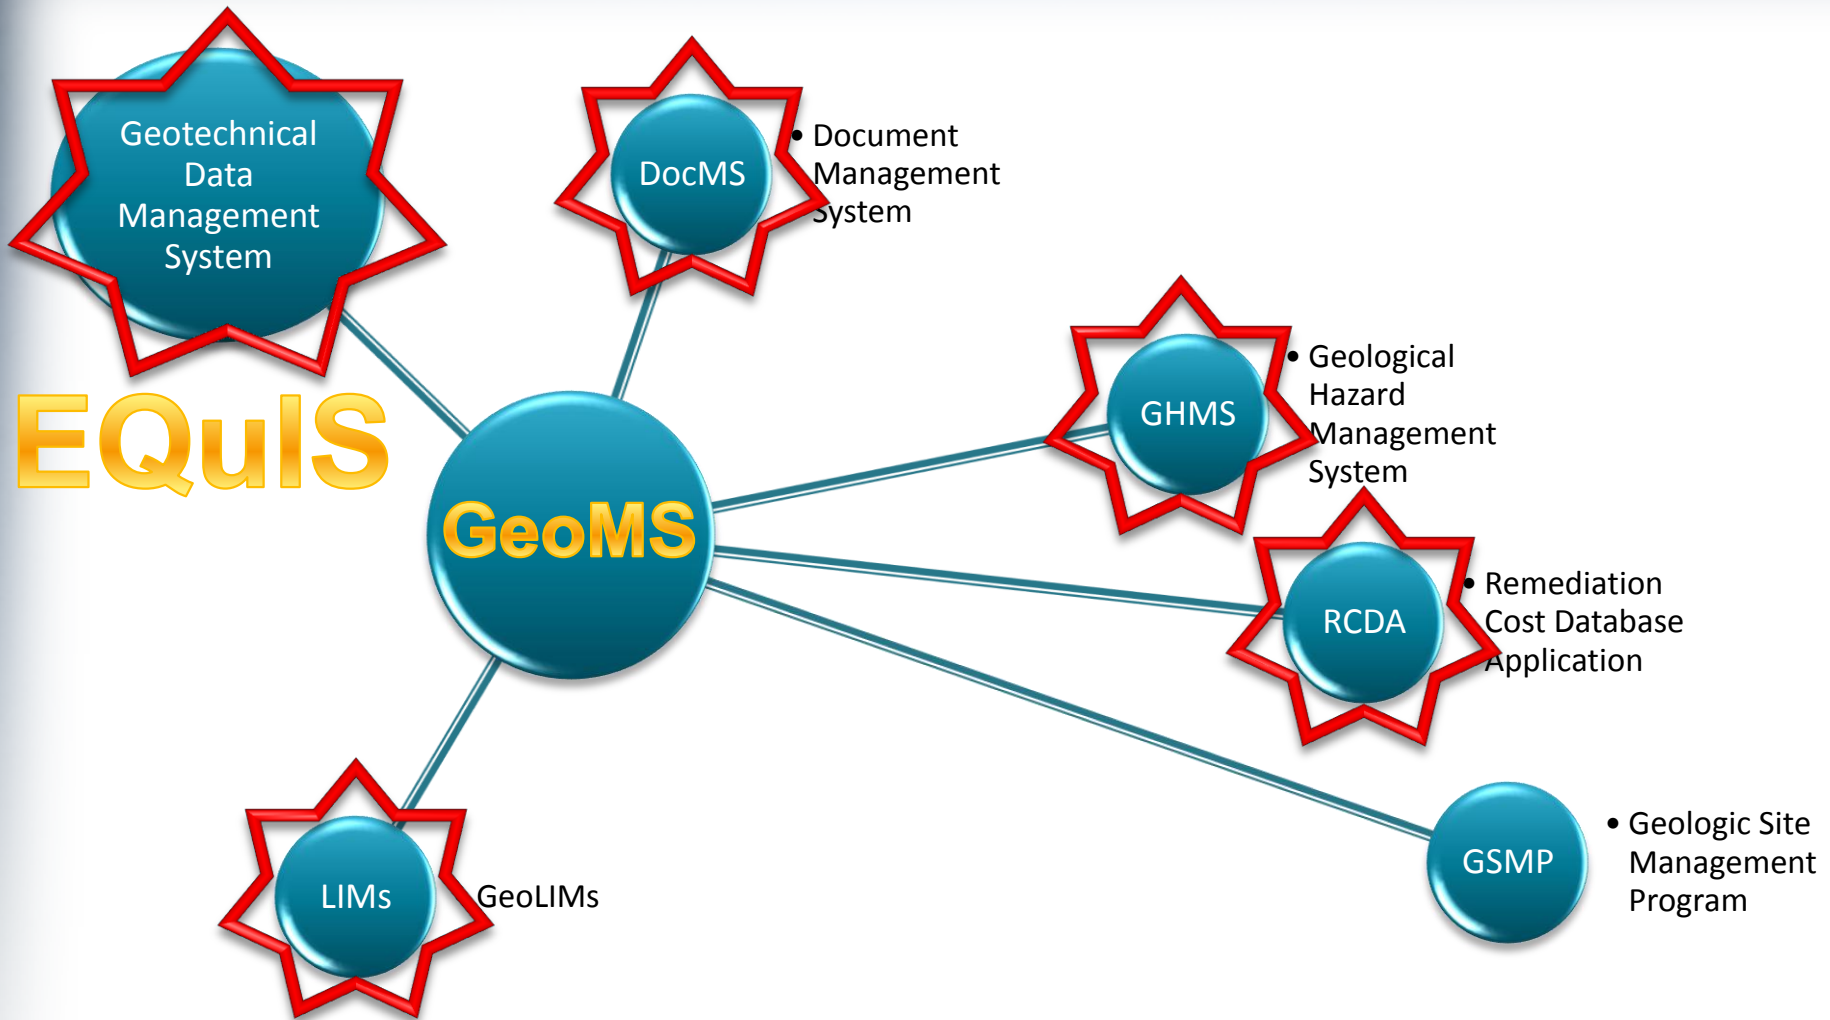 Geotechnical
Data
Management
System
EQuIS
DocMS
• Document
Management
System
GeoMS
GHMS
• Geological
Hazard
Management
System
RCDA
• Remediation
Cost Database
Application
GSMP
• Geologic Site
Management
Program
LIMs
GeoLIMs